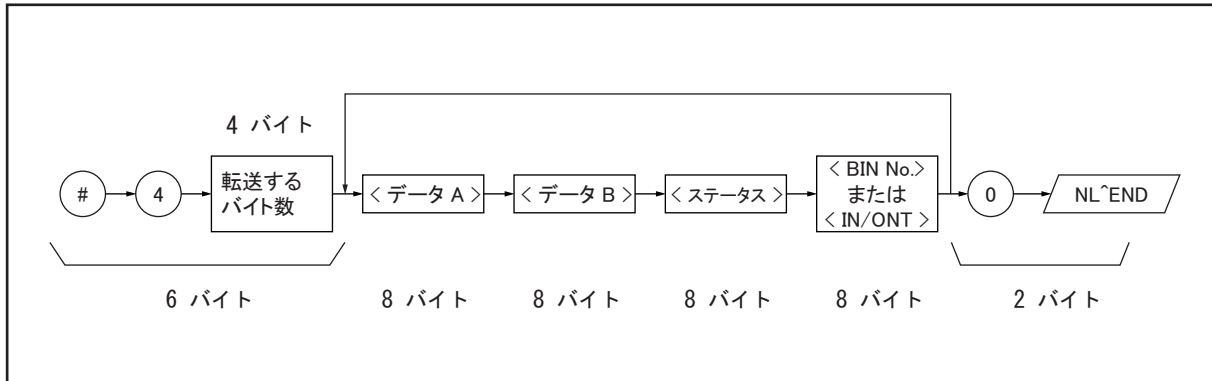 4 バイト
#
4
転送する
バイト数
< データ A >
< データ B >
< ステータス >
< BIN No.>
または
< IN/ONT >
0
NL^END
6 バイト
8 バイト
8 バイト
8 バイト
8 バイト
2 バイト